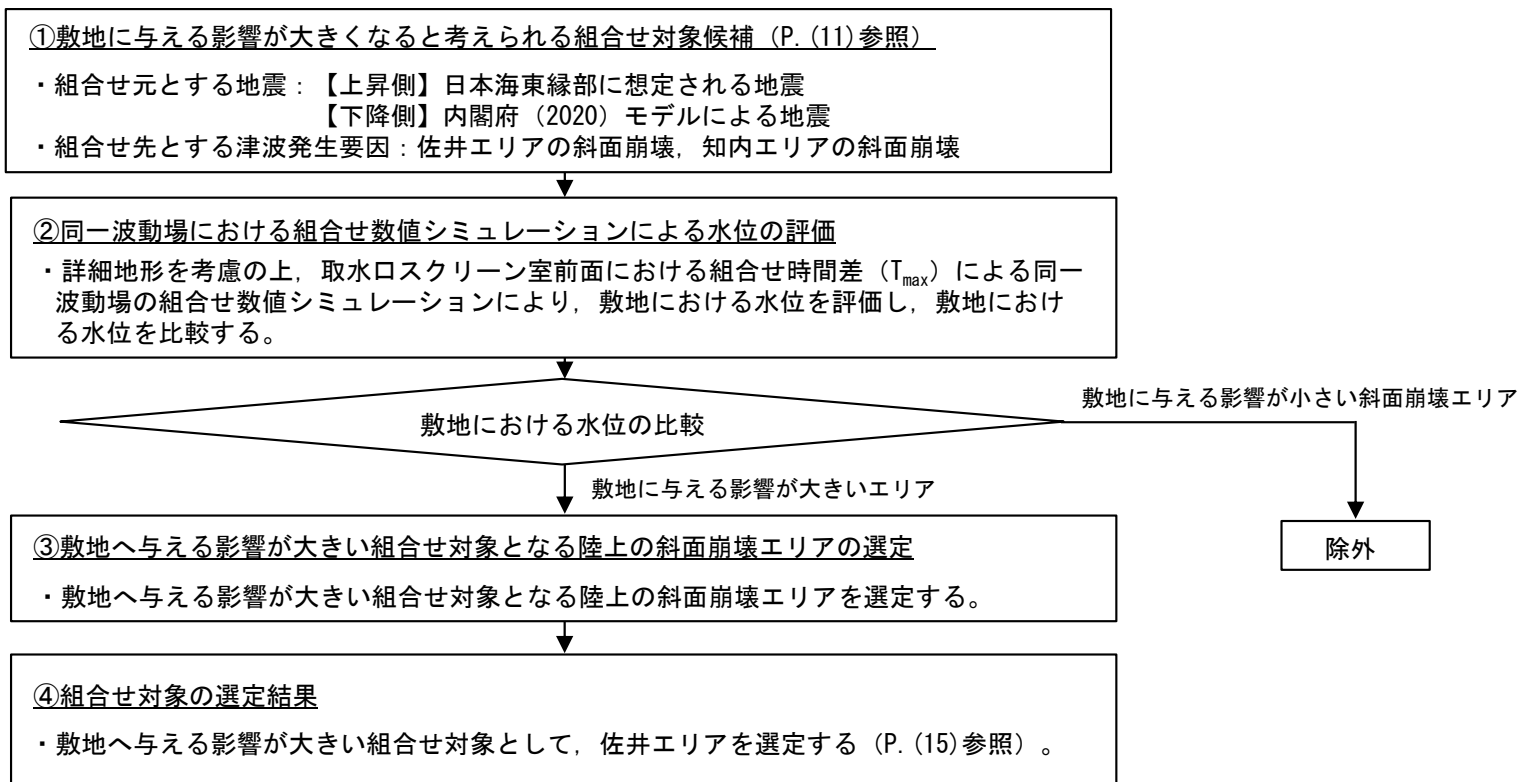 ①敷地に与える影響が大きくなると考えられる組合せ対象候補（P.(11)参照）
・組合せ元とする地震：【上昇側】日本海東縁部に想定される地震
【下降側】内閣府（2020）モデルによる地震
・組合せ先とする津波発生要因：佐井エリアの斜面崩壊，知内エリアの斜面崩壊
②同一波動場における組合せ数値シミュレーションによる水位の評価
・詳細地形を考慮の上，取水口スクリーン室前面における組合せ時間差（Tmax）による同一
波動場の組合せ数値シミュレーションにより，敷地における水位を評価し，敷地におけ
る水位を比較する。
敷地における水位の比較
敷地に与える影響が小さい斜面崩壊エリア
敷地に与える影響が大きいエリア
③敷地へ与える影響が大きい組合せ対象となる陸上の斜面崩壊エリアの選定
・敷地へ与える影響が大きい組合せ対象となる陸上の斜面崩壊エリアを選定する。
除外
④組合せ対象の選定結果
・敷地へ与える影響が大きい組合せ対象として，佐井エリアを選定する（P.(15)参照）。